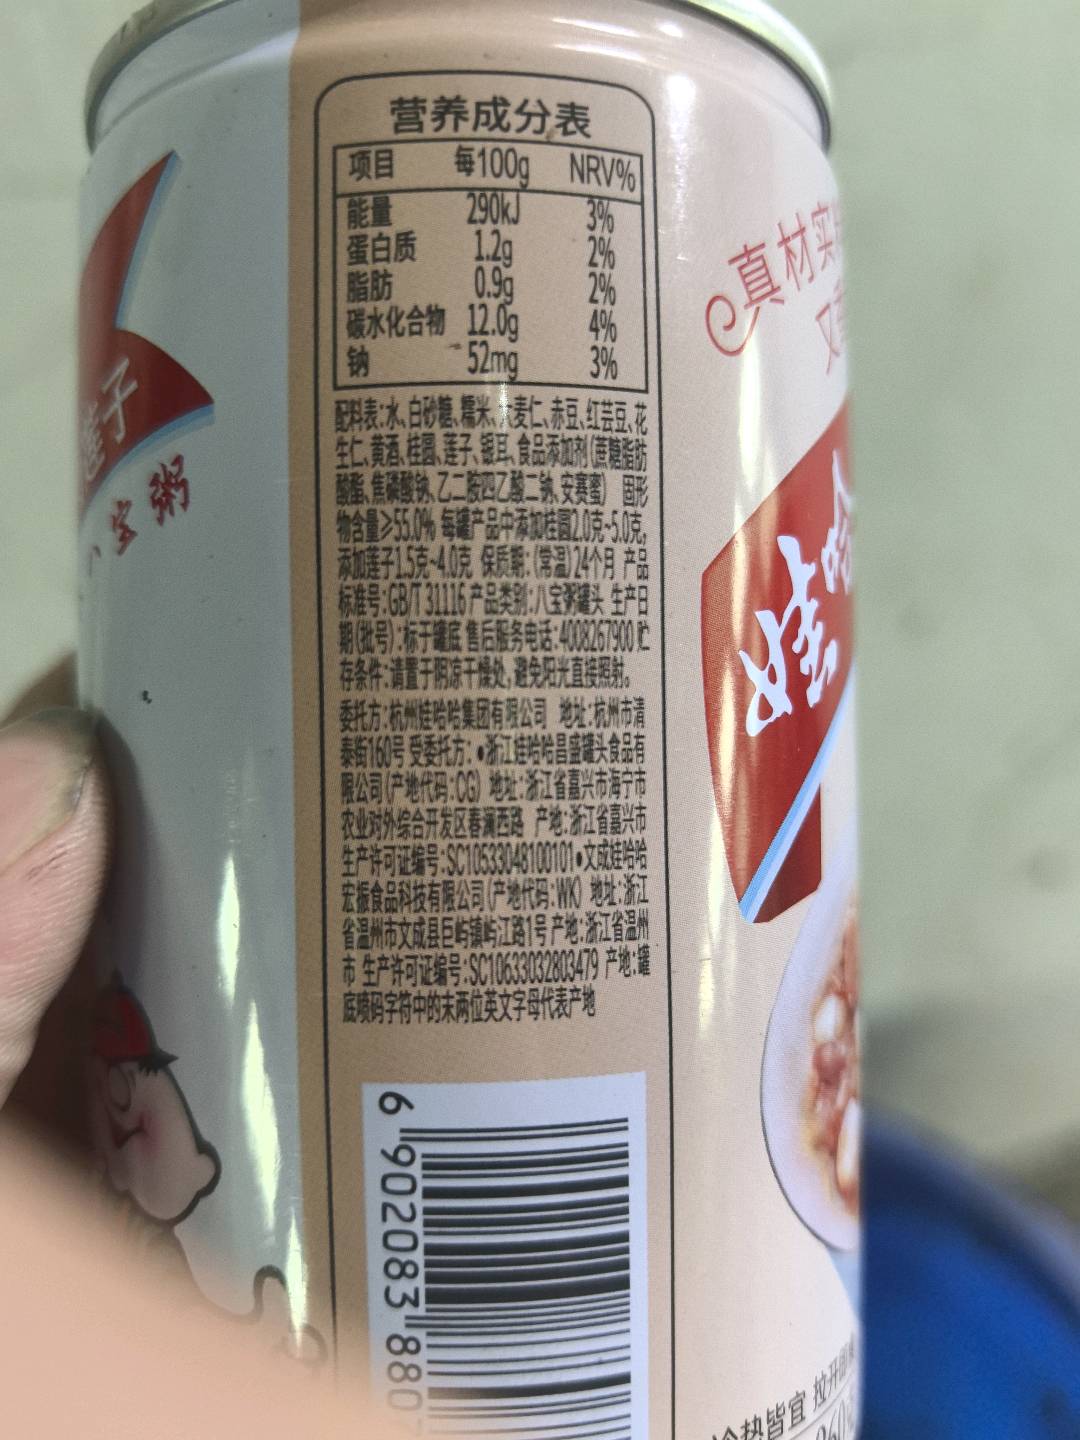 营养成分表
项目 每100g NRV%
能量 290kJ 3%
蛋白质 1.2g 2%
脂肪 0.9g 2%
碳水化合物 12.0g 4%
钠 52mg 3%
配料表:水、白砂糖、糯米、大麦仁、赤豆、红芸豆、花
生仁、黄酒、桂圆、莲子、银耳、食品添加剂(蔗糖脂肪
酸酯、焦磷酸钠、乙二胺四乙酸二钠、安赛蜜) 固形
物含量≥55.0% 每罐产品中添加桂圆2.0克~5.0克,
添加莲子1.5克~4.0克 保质期:(常温)24个月 产品
标准号:GB/T 31116 产品类别:八宝粥罐头 生产日
期(批号):标于罐底 售后服务电话:4008267900 贮
存条件:请置于阴凉干燥处,避免阳光直接照射。
委托方:杭州娃哈哈集团有限公司 地址:杭州市清
泰街160号 受委托方:●浙江娃哈哈昌盛罐头食品有
限公司(产地代码:CG) 地址:浙江省嘉兴市海宁市
农业对外综合开发区春澜西路 产地:浙江省嘉兴市
生产许可证编号:SC10533048100101●文成娃哈哈
宏振食品科技有限公司(产地代码:WK) 地址:浙江
省温州市文成县巨屿镇屿江路1号 产地:浙江省温州
市 生产许可证编号:SC10633032803479 产地:罐
底喷码字符中的末两位英文字母代表产地
6 902083 880
莲子
八宝粥
真材实
又
娃哈
冷热皆宜 拉开即
360